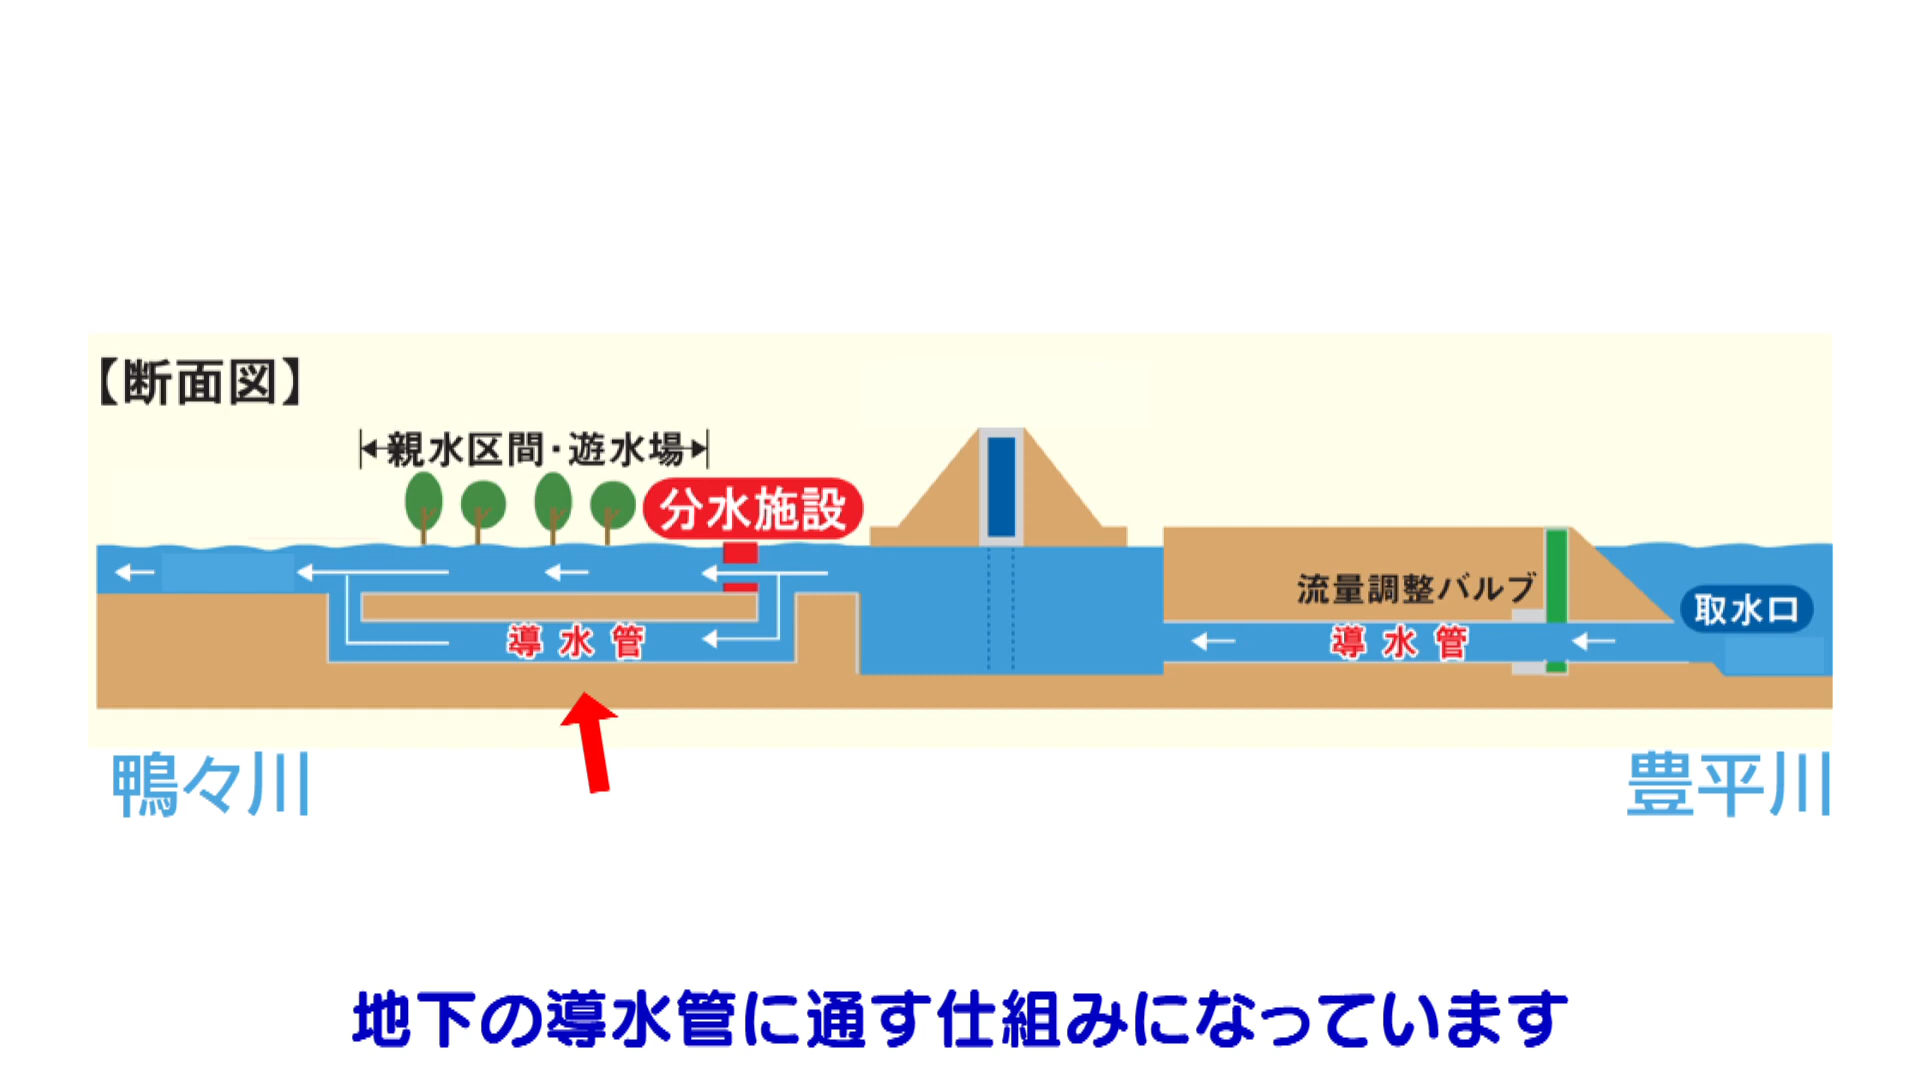 【断面図】
親水区間・遊水場
分水施設
流量調整バルブ
取水口
導水管
導水管
鴨々川
豊平川
地下の導水管に通す仕組みになっています